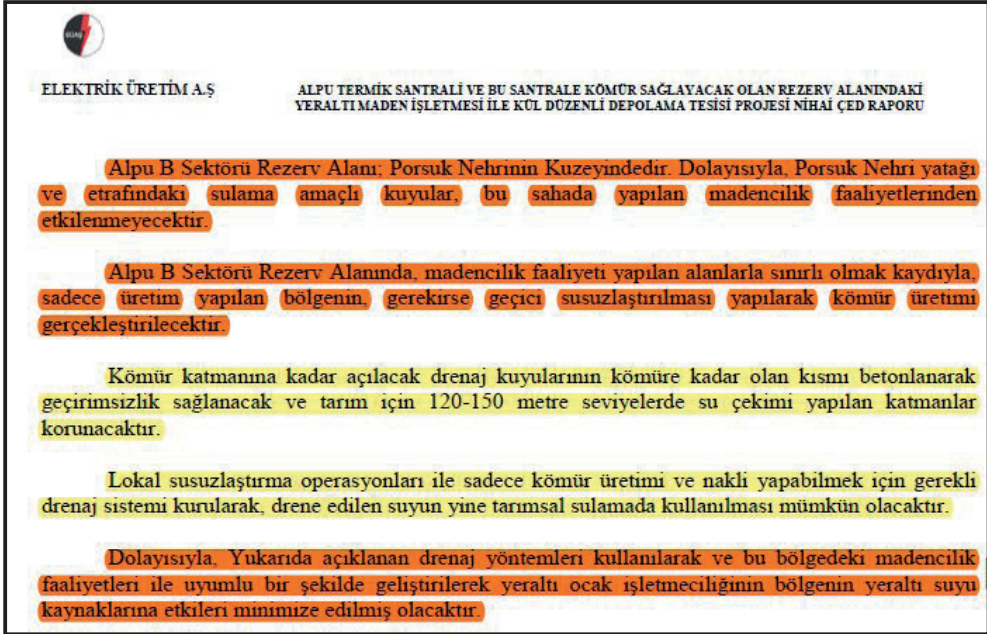 EÜAŞ
ELEKTRİK ÜRETİM A.Ş
ALPU TERMİK SANTRALİ VE BU SANTRALE KÖMÜR SAĞLAYACAK OLAN REZERV ALANINDAKİ
YERALTI MADEN İŞLETMESİ İLE KÜL DÜZENLİ DEPOLAMA TESİSİ PROJESİ NİHAİ ÇED RAPORU
Alpu B Sektörü Rezerv Alanı; Porsuk Nehrinin Kuzeyindedir. Dolayısıyla, Porsuk Nehri yatağı
ve etrafındaki sulama amaçlı kuyular, bu sahada yapılan madencilik faaliyetlerinden
etkilenmeyecektir.
Alpu B Sektörü Rezerv Alanında, madencilik faaliyeti yapılan alanlarla sınırlı olmak kaydıyla,
sadece üretim yapılan bölgenin, gerekirse geçici susuzlaştırılması yapılarak kömür üretimi
gerçekleştirilecektir.
Kömür katmanına kadar açılacak drenaj kuyularının kömüre kadar olan kısmı betonlanarak
geçirimsizlik sağlanacak ve tarım için 120-150 metre seviyelerde su çekimi yapılan katmanlar
korunacaktır.
Lokal susuzlaştırma operasyonları ile sadece kömür üretimi ve nakli yapabilmek için gerekli
drenaj sistemi kurularak, drene edilen suyun yine tarımsal sulamada kullanılması mümkün olacaktır.
Dolayısıyla, Yukarıda açıklanan drenaj yöntemleri kullanılarak ve bu bölgedeki madencilik
faaliyetleri ile uyumlu bir şekilde geliştirilerek yeraltı ocak işletmeciliğinin bölgenin yeraltı suyu
kaynaklarına etkileri minimize edilmiş olacaktır.